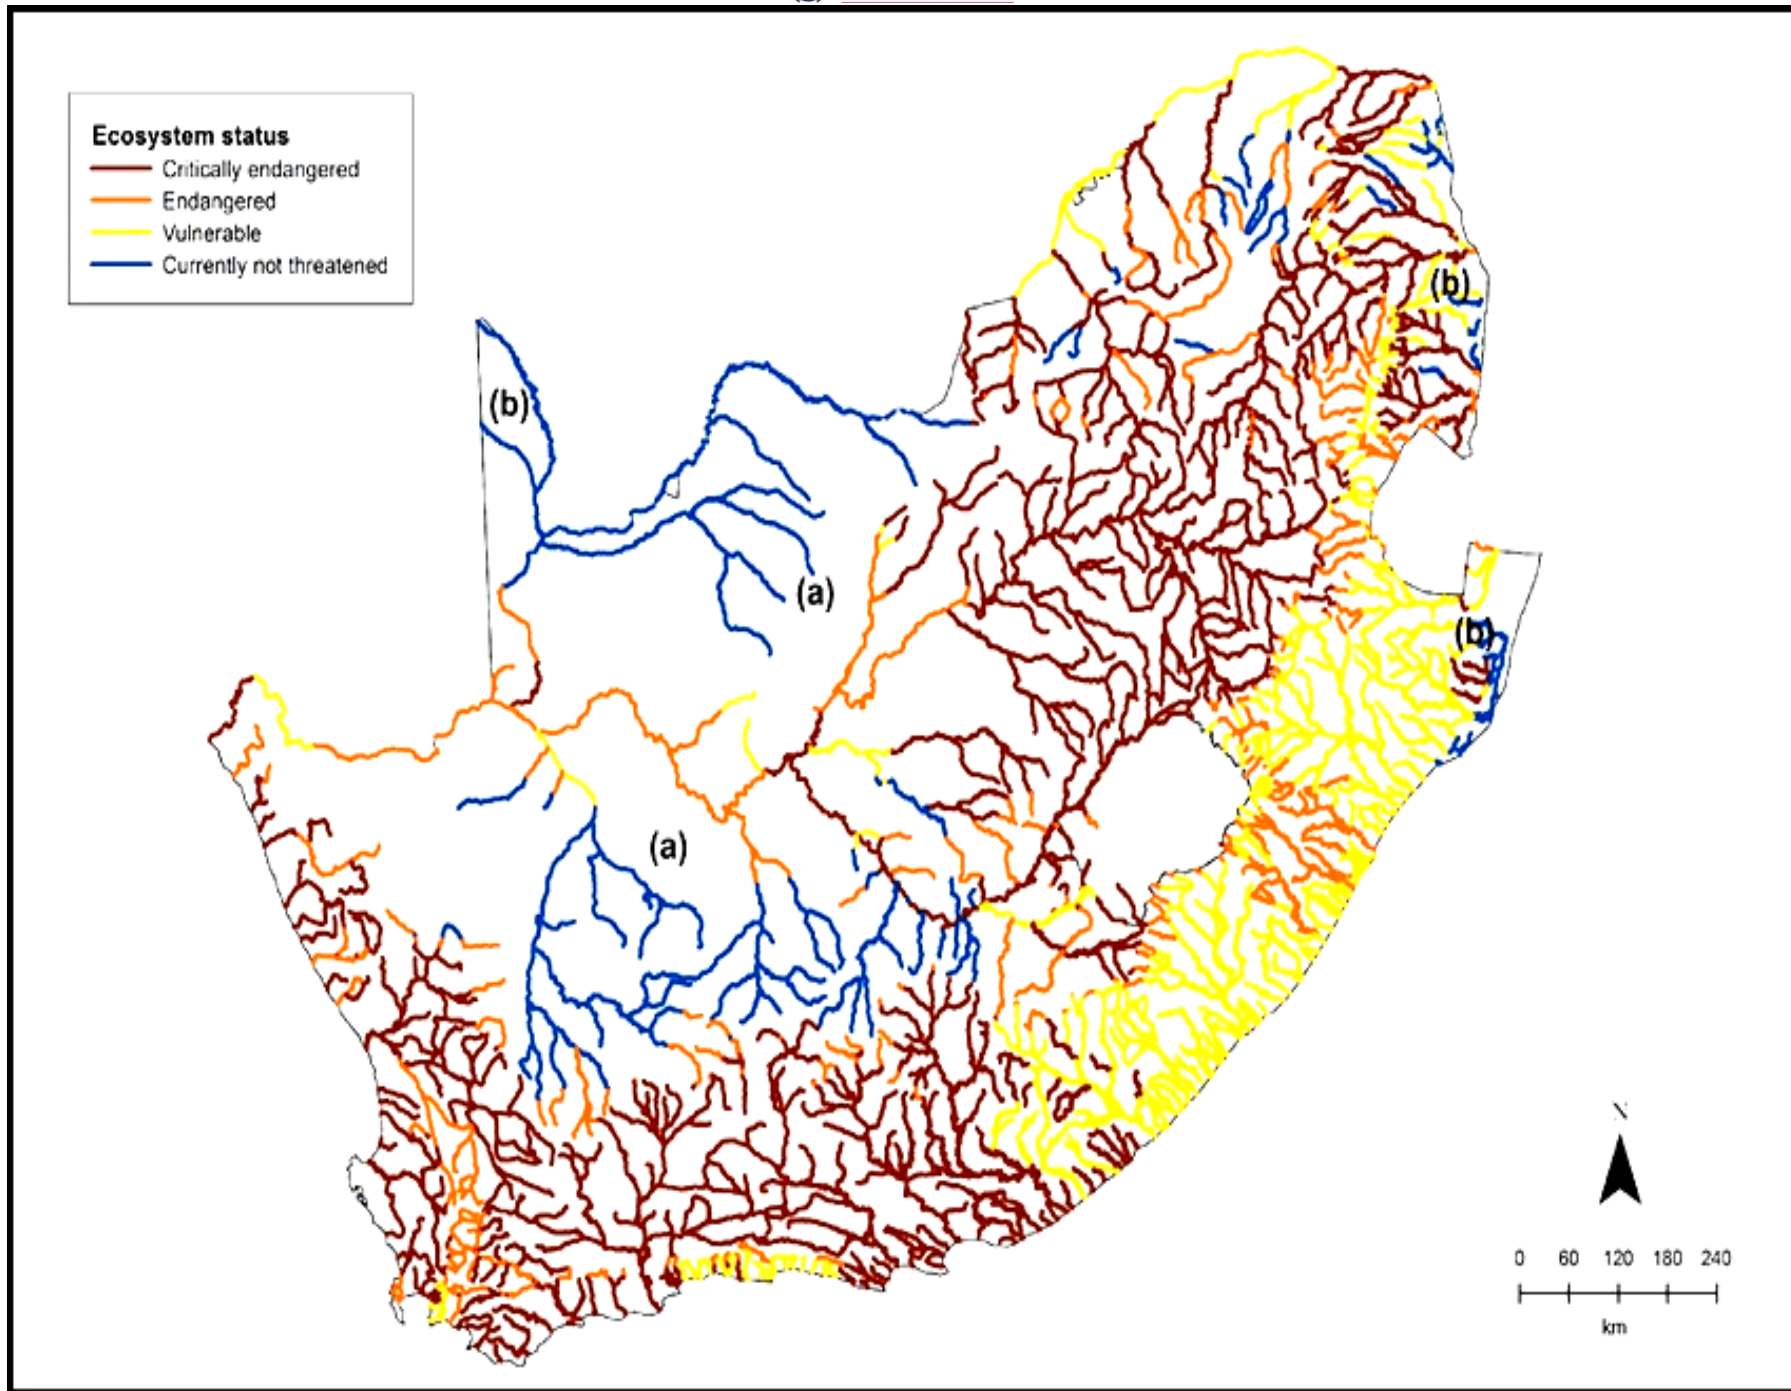 Ecosystem status
Critically endangered
Endangered
Vulnerable
Currently not threatened
(b)
(b)
(a)
(b)
(a)
N
0 60 120 180 240
km